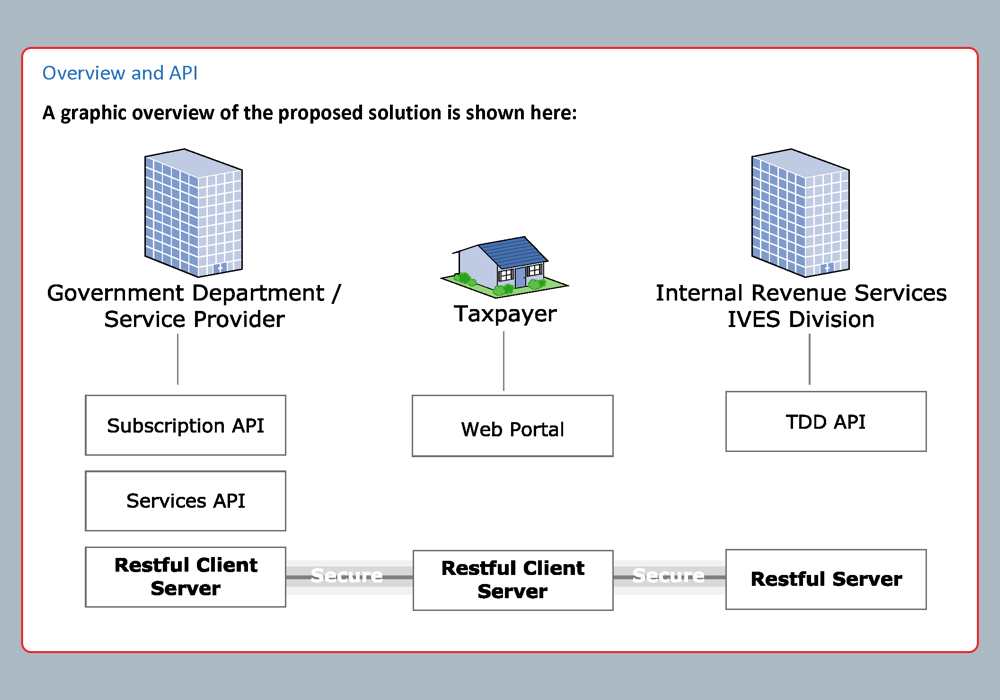 Overview and API
A graphic overview of the proposed solution is shown here:
Government Department /
Service Provider
Taxpayer
Internal Revenue Services
IVES Division
Subscription API
Web Portal
TDD API
Services API
Restful Client
Server
Secure
Restful Client
Server
Secure
Restful Server